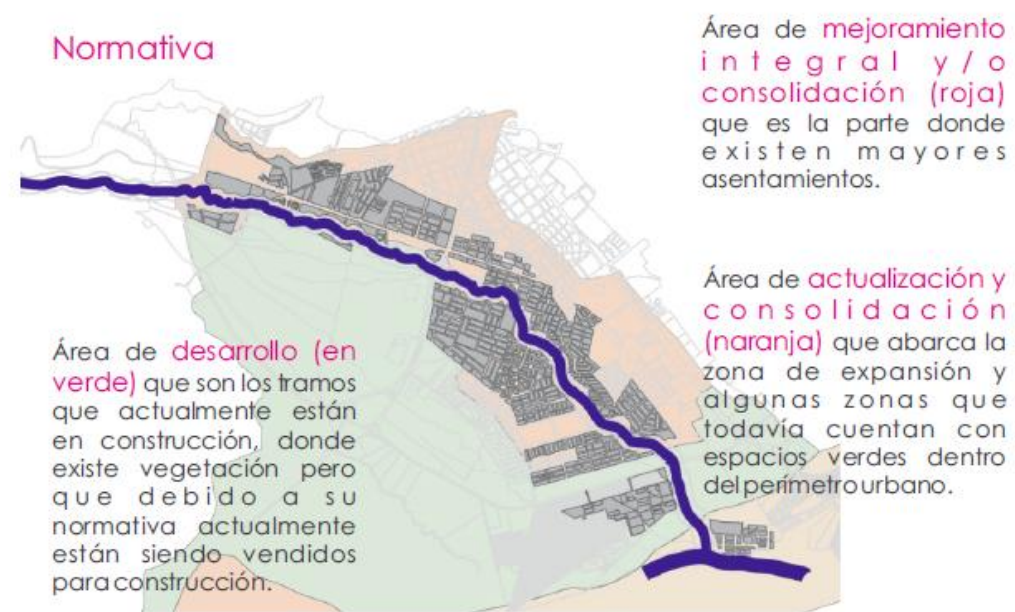 Normativa
Área de mejoramiento
integral y/o
consolidación (roja)
que es la parte donde
existen mayores
asentamientos.
Área de actualización y
consolidación
(naranja) que abarca la
zona de expansión y
algunas zonas que
todavía cuentan con
espacios verdes dentro
del perímetro urbano.
Área de desarrollo (en
verde) que son los tramos
que actualmente están
en construcción, donde
existe vegetación pero
que debido a su
normativa actualmente
están siendo vendidos
para construcción.